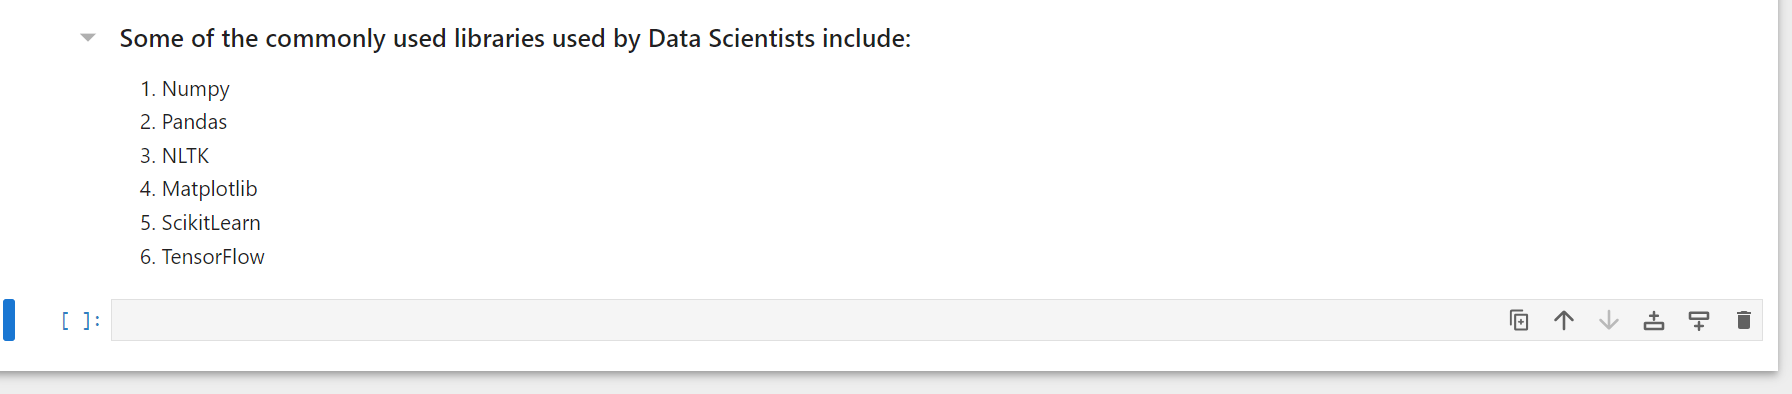 Some of the commonly used libraries used by Data Scientists include:
1. Numpy
2. Pandas
3. NLTK
4. Matplotlib
5. ScikitLearn
6. TensorFlow
[ ]: